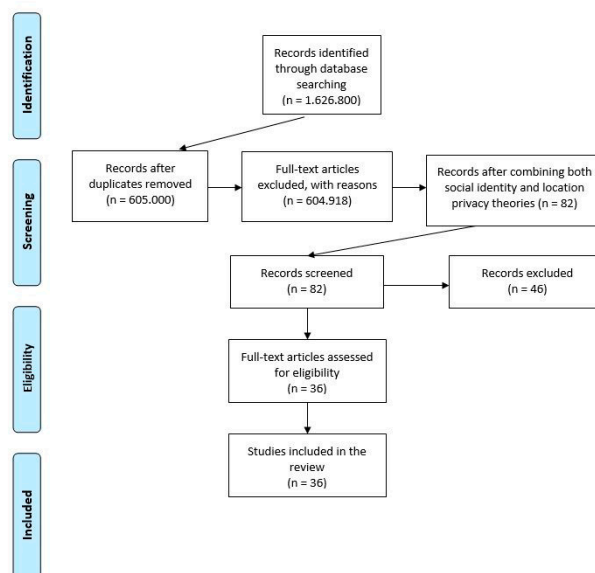 Identification
Records identified
through database
searching
(n = 1.626.800)
Screening
Records after
duplicates removed
(n = 605.000)
Full-text articles
excluded, with reasons
(n = 604.918)
Records after combining both
social identity and location
privacy theories (n = 82)
Records screened
(n = 82)
Records excluded
(n = 46)
Eligibility
Full-text articles assessed
for eligibility
(n = 36)
Studies included in the
review
(n = 36)
Included